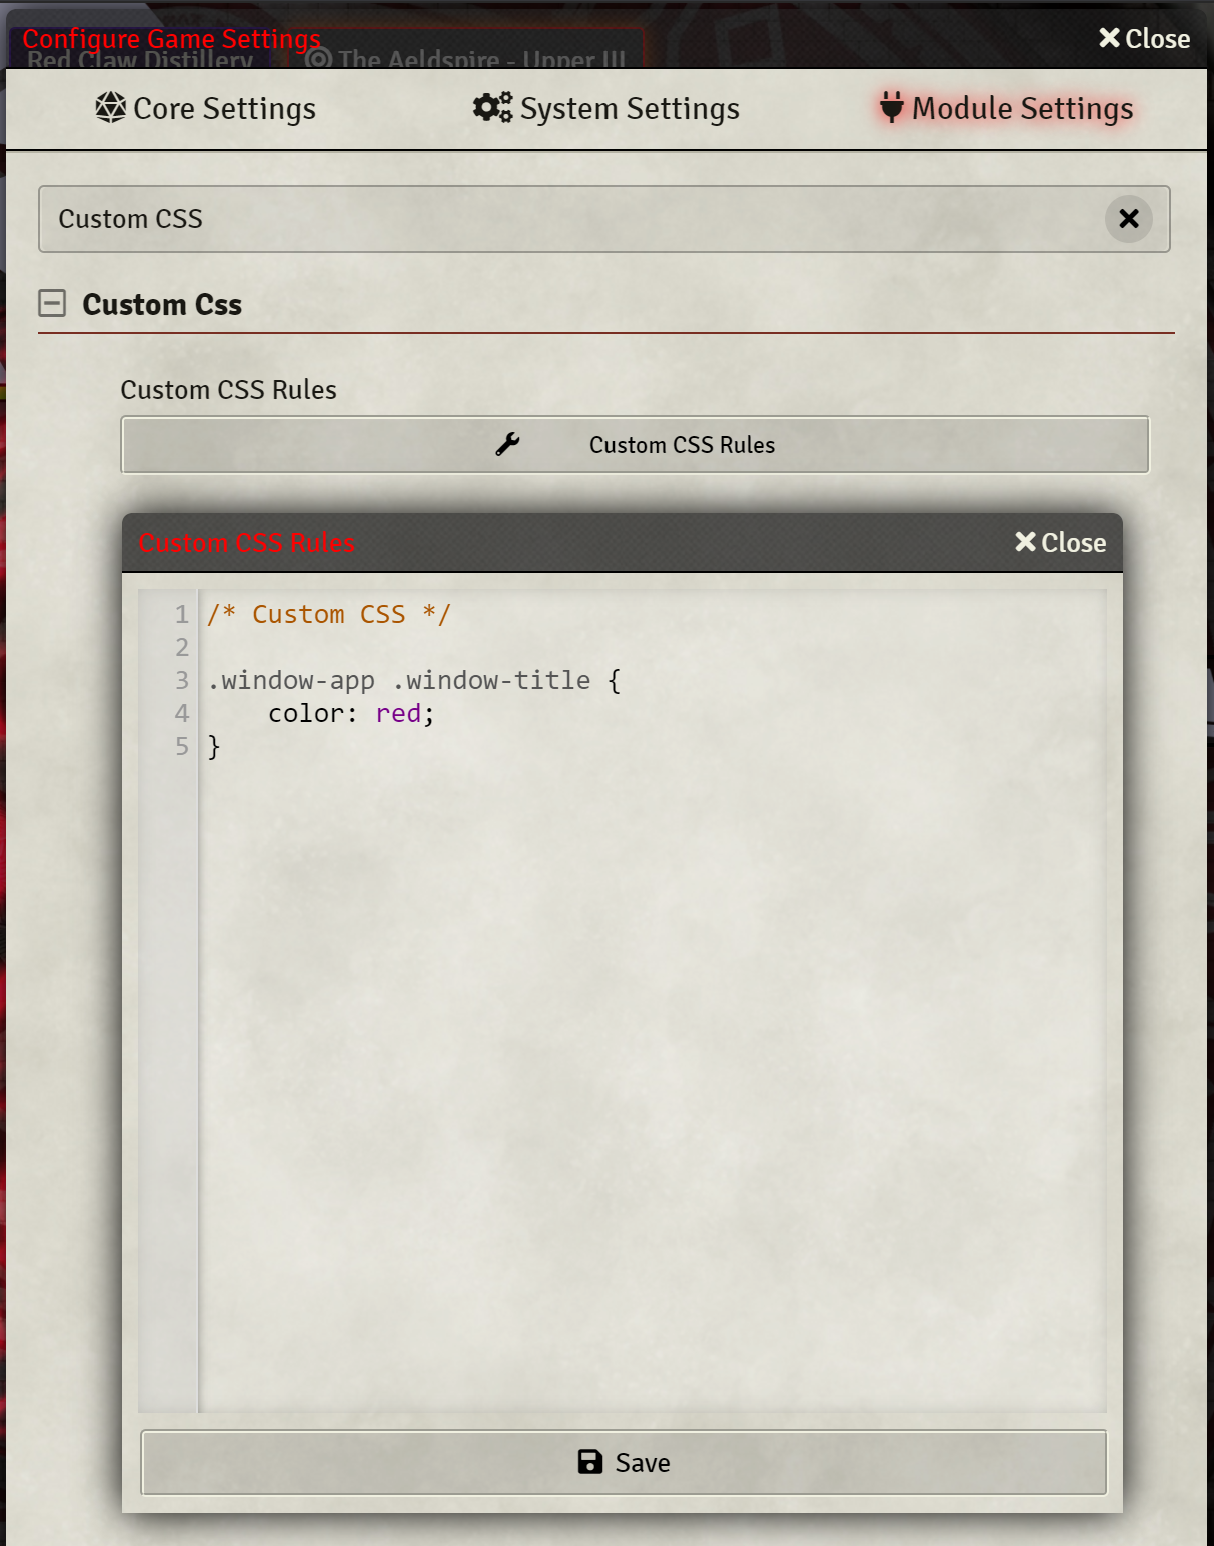 Configure Game Settings
Close
Red Claw Distillery
The Aeldspire - Upper III
Core Settings
System Settings
Module Settings
Custom CSS
Custom Css
Custom CSS Rules
Custom CSS Rules
Custom CSS Rules
Close
1 /* Custom CSS */
2
3 .window-app .window-title {
4     color: red;
5 }
Save